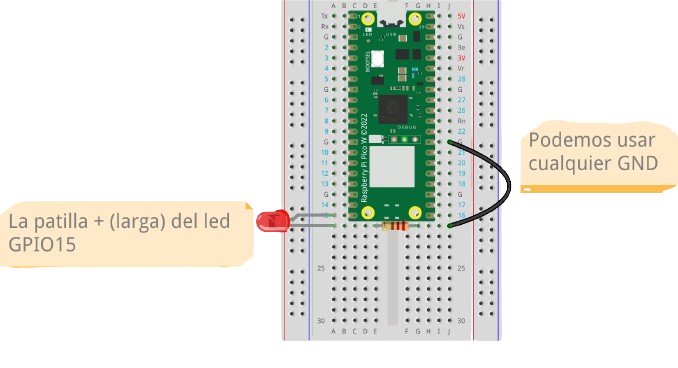 A B C D E F G H I J
Tx 5V
Rx Vs
G G
2 3e
3 3V
4 Vr
5 28
G G
6 27
7 26
8 Rn
9 22
G G
10 21
11 20
12 19
13 18
G G
14 17
15 16
LED
USB
BOOTSEL
DEBUG
Raspberry Pi Pico W ©2022
25 25
30 30
A B C D E F G H I J
Podemos usar
cualquier GND
La patilla + (larga) del led
GPIO15